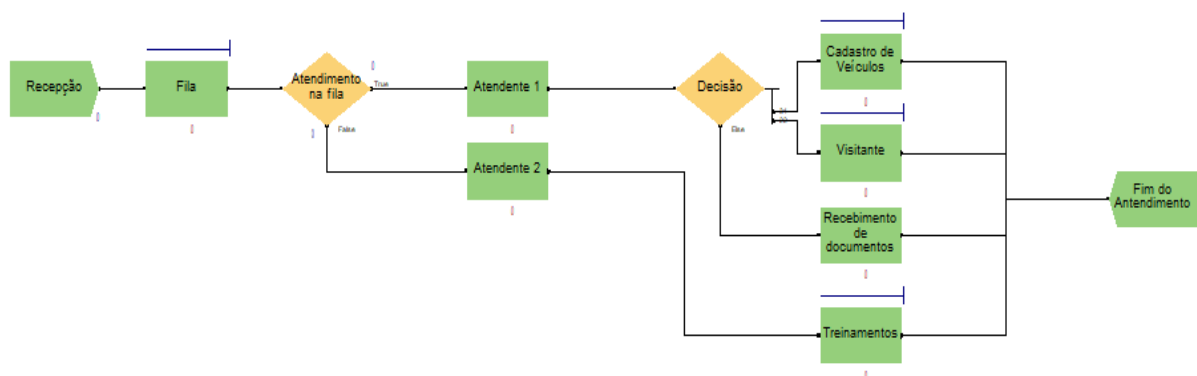 Recepção
Fila
Atendimento
na fila
True
False
Atendente 1
Atendente 2
Decisão
Else
Cadastro de
Veículos
Visitante
Recebimento
de
documentos
Treinamentos
Fim do
Antendimento